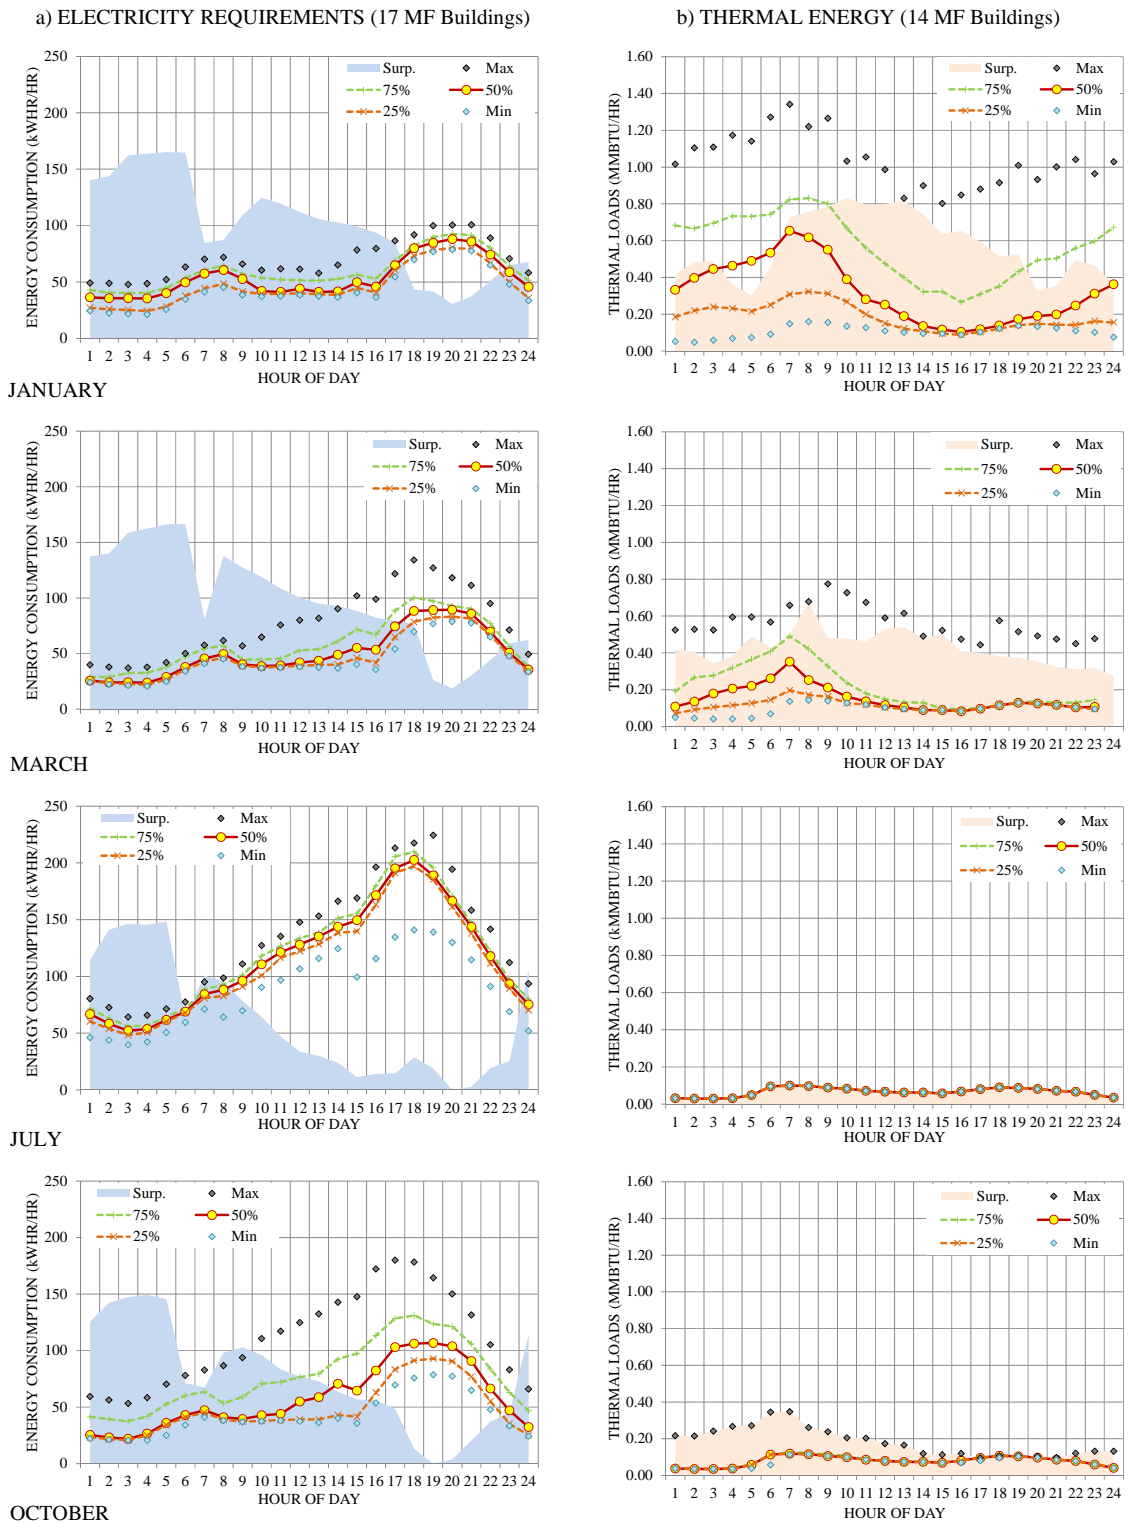 a) ELECTRICITY REQUIREMENTS (17 MF Buildings)
b) THERMAL ENERGY (14 MF Buildings)
ENERGY CONSUMPTION (kWHR/HR)
250
200
150
100
50
0
Surp.
Max
75%
50%
25%
Min
1 2 3 4 5 6 7 8 9 10 11 12 13 14 15 16 17 18 19 20 21 22 23 24
HOUR OF DAY
THERMAL LOADS (MMBTU/HR)
1.60
1.40
1.20
1.00
0.80
0.60
0.40
0.20
0.00
Surp.
Max
75%
50%
25%
Min
1 2 3 4 5 6 7 8 9 10 11 12 13 14 15 16 17 18 19 20 21 22 23 24
HOUR OF DAY
JANUARY
ENERGY CONSUMPTION (kWHR/HR)
250
200
150
100
50
0
Surp.
Max
75%
50%
25%
Min
1 2 3 4 5 6 7 8 9 10 11 12 13 14 15 16 17 18 19 20 21 22 23 24
HOUR OF DAY
THERMAL LOADS (MMBTU/HR)
1.60
1.40
1.20
1.00
0.80
0.60
0.40
0.20
0.00
Surp.
Max
75%
50%
25%
Min
1 2 3 4 5 6 7 8 9 10 11 12 13 14 15 16 17 18 19 20 21 22 23 24
HOUR OF DAY
MARCH
ENERGY CONSUMPTION (kWHR/HR)
250
200
150
100
50
0
Surp.
Max
75%
50%
25%
Min
1 2 3 4 5 6 7 8 9 10 11 12 13 14 15 16 17 18 19 20 21 22 23 24
HOUR OF DAY
THERMAL LOADS (kMMBTU/HR)
1.60
1.40
1.20
1.00
0.80
0.60
0.40
0.20
0.00
Surp.
Max
75%
50%
25%
Min
1 2 3 4 5 6 7 8 9 10 11 12 13 14 15 16 17 18 19 20 21 22 23 24
HOUR OF DAY
JULY
ENERGY CONSUMPTION (kWHR/HR)
250
200
150
100
50
0
Surp.
Max
75%
50%
25%
Min
1 2 3 4 5 6 7 8 9 10 11 12 13 14 15 16 17 18 19 20 21 22 23 24
HOUR OF DAY
THERMAL LOADS (MMBTU/HR)
1.60
1.40
1.20
1.00
0.80
0.60
0.40
0.20
0.00
Surp.
Max
75%
50%
25%
Min
1 2 3 4 5 6 7 8 9 10 11 12 13 14 15 16 17 18 19 20 21 22 23 24
HOUR OF DAY
OCTOBER